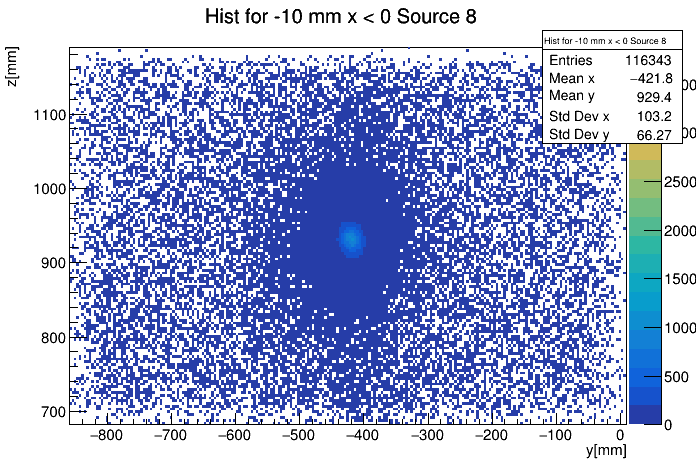 Hist for -10 mm x < 0 Source 8
z[mm]
Hist for -10 mm x < 0 Source 8
Entries 116343
Mean x −421.8
Mean y 929.4
Std Dev x 103.2
Std Dev y 66.27
1100
1000
900
800
700
−800 −700 −600 −500 −400 −300 −200 −100 0
y[mm]
2500
2000
1500
1000
500
0